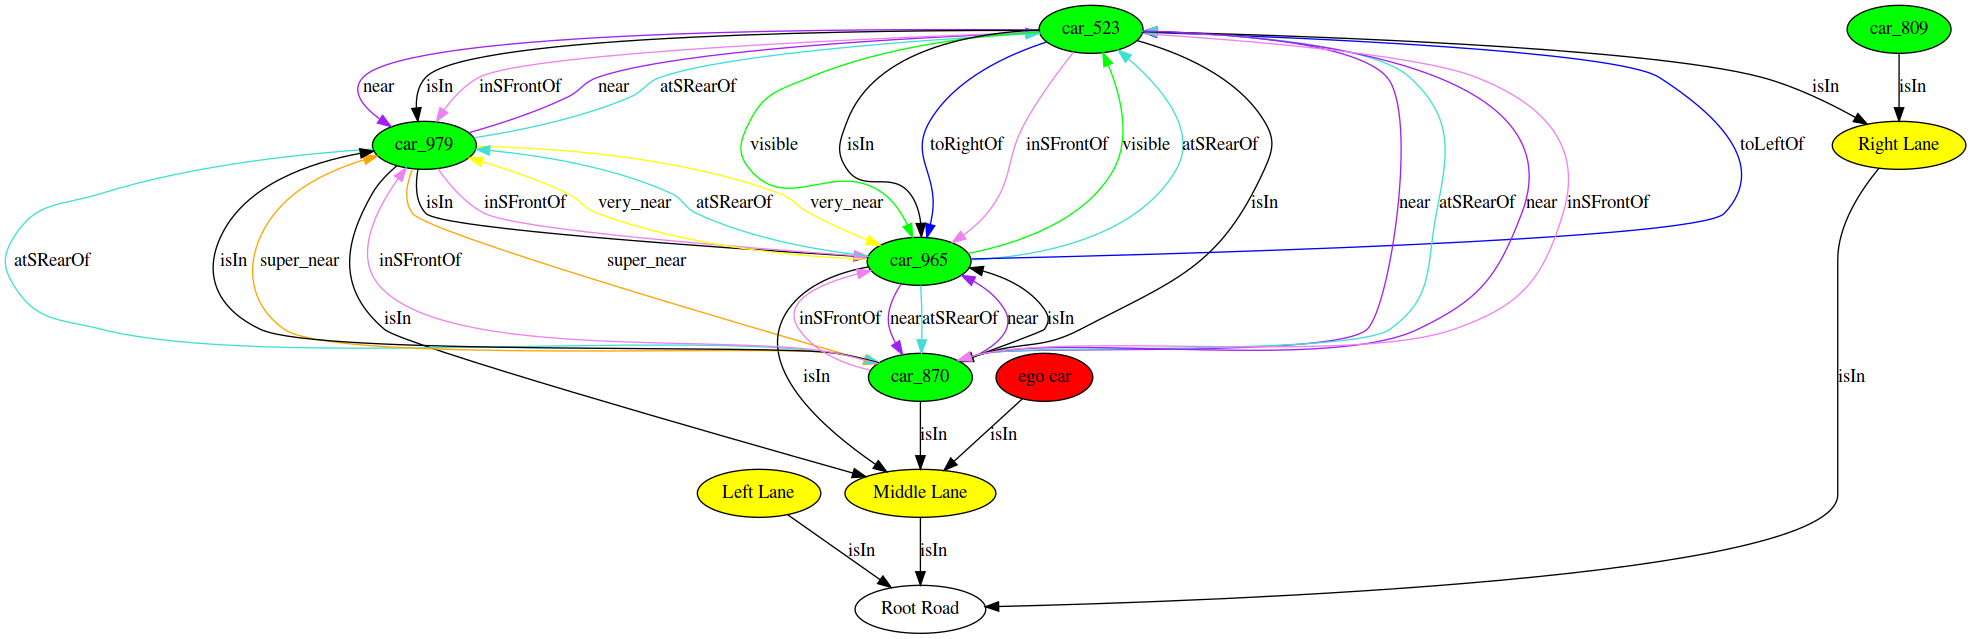 car_523
car_809
near
isIn
inSFrontOf
near
atSRearOf
isIn
isIn
car_979
visible
isIn
toRightOf
inSFrontOf
visible
atSRearOf
toLeftOf
Right Lane
isIn
inSFrontOf
very_near
atSRearOf
very_near
isIn
near
atSRearOf
near
inSFrontOf
atSRearOf
isIn
super_near
inSFrontOf
super_near
car_965
isIn
inSFrontOf
near
atSRearOf
near
isIn
isIn
car_870
ego car
isIn
isIn
isIn
Left Lane
Middle Lane
isIn
isIn
Root Road